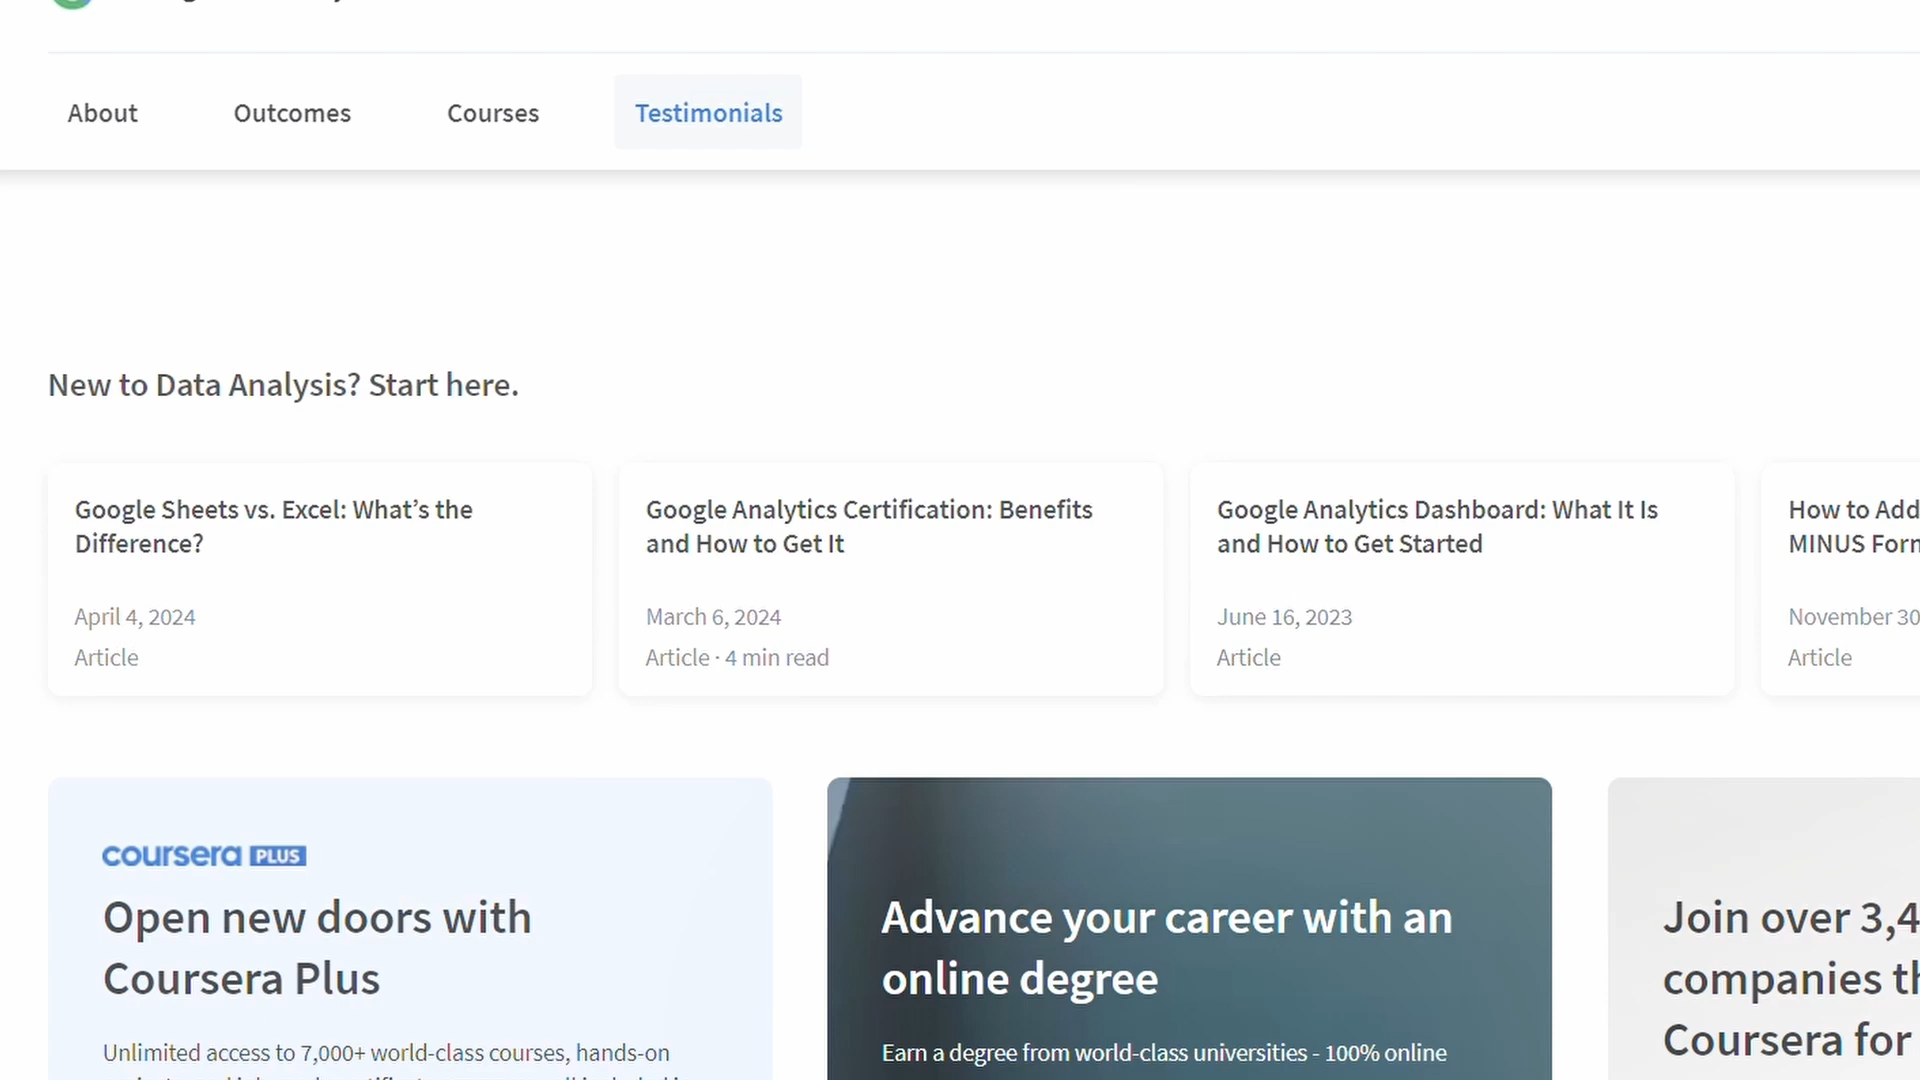 About Outcomes Courses Testimonials
New to Data Analysis? Start here.
Google Sheets vs. Excel: What’s the
Difference?
April 4, 2024
Article
Google Analytics Certification: Benefits
and How to Get It
March 6, 2024
Article · 4 min read
Google Analytics Dashboard: What It Is
and How to Get Started
June 16, 2023
Article
How to Add
MINUS
November 30
Article
coursera PLUS
Open new doors with
Coursera Plus
Unlimited access to 7,000+ world-class courses, hands-on
Advance your career with an
online degree
Earn a degree from world-class universities - 100% online
Join over 3,4
companies
Coursera for